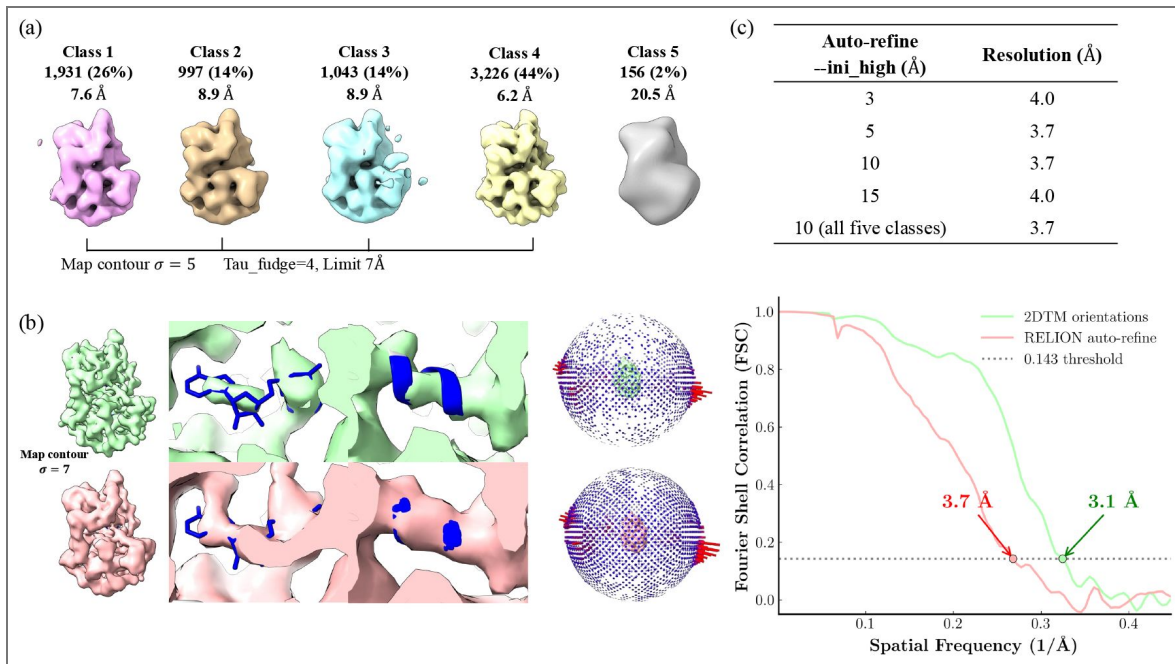 (a)
Class 1
1,931 (26%)
7.6 Å
Class 2
997 (14%)
8.9 Å
Class 3
1,043 (14%)
8.9 Å
Class 4
3,226 (44%)
6.2 Å
Class 5
156 (2%)
20.5 Å
Map contour σ = 5 Tau_fudge=4, Limit 7Å
(b)
Map contour
σ = 7
(c)
Auto-refine
--ini_high (Å) Resolution (Å)
3 4.0
5 3.7
10 3.7
15 4.0
10 (all five classes) 3.7
2DTM orientations
RELION auto-refine
0.143 threshold
3.7 Å
3.1 Å
Fourier Shell Correlation (FSC)
1.0
0.8
0.6
0.4
0.2
0.0
0.1 0.2 0.3 0.4
Spatial Frequency (1/Å)